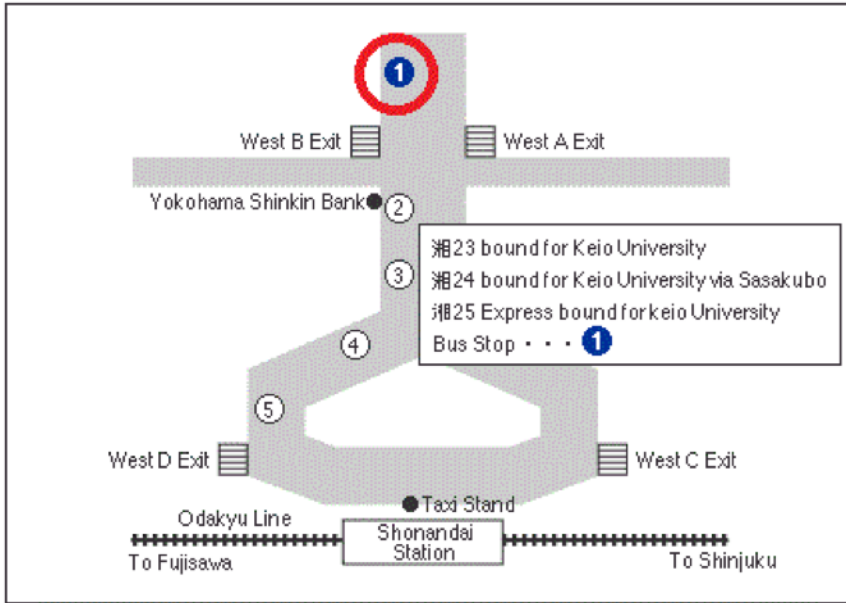 1
West B Exit
West A Exit
Yokohama Shinkin Bank
2
湘23 bound for Keio University
3
湘24 bound for Keio University via Sasakubo
湘25 Express bound for keio University
Bus Stop ・・・ 1
4
5
West D Exit
West C Exit
Taxi Stand
Odakyu Line
Shonandai
Station
To Fujisawa
To Shinjuku